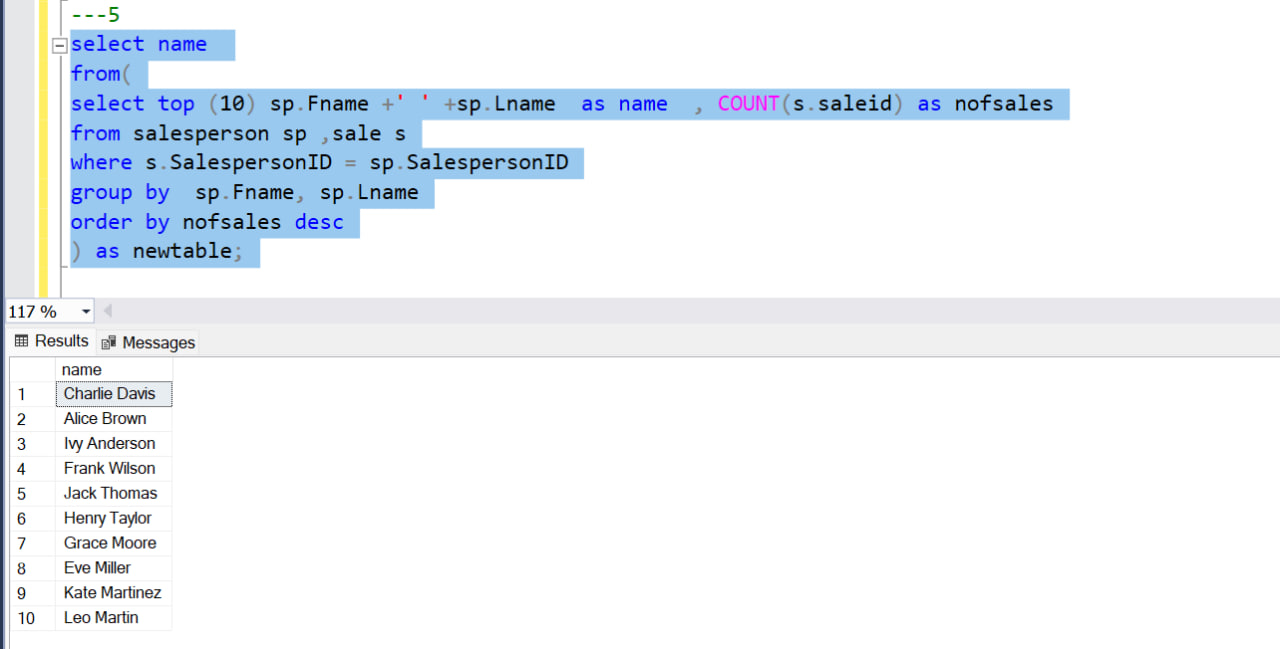 ---5
select name
from(
select top (10) sp.Fname +' ' +sp.Lname  as name  , COUNT(s.saleid) as nofsales
from salesperson sp ,sale s
where s.SalespersonID = sp.SalespersonID
group by  sp.Fname, sp.Lname
order by nofsales desc
) as newtable;
117 %
Results Messages
name
1 Charlie Davis
2 Alice Brown
3 Ivy Anderson
4 Frank Wilson
5 Jack Thomas
6 Henry Taylor
7 Grace Moore
8 Eve Miller
9 Kate Martinez
10 Leo Martin